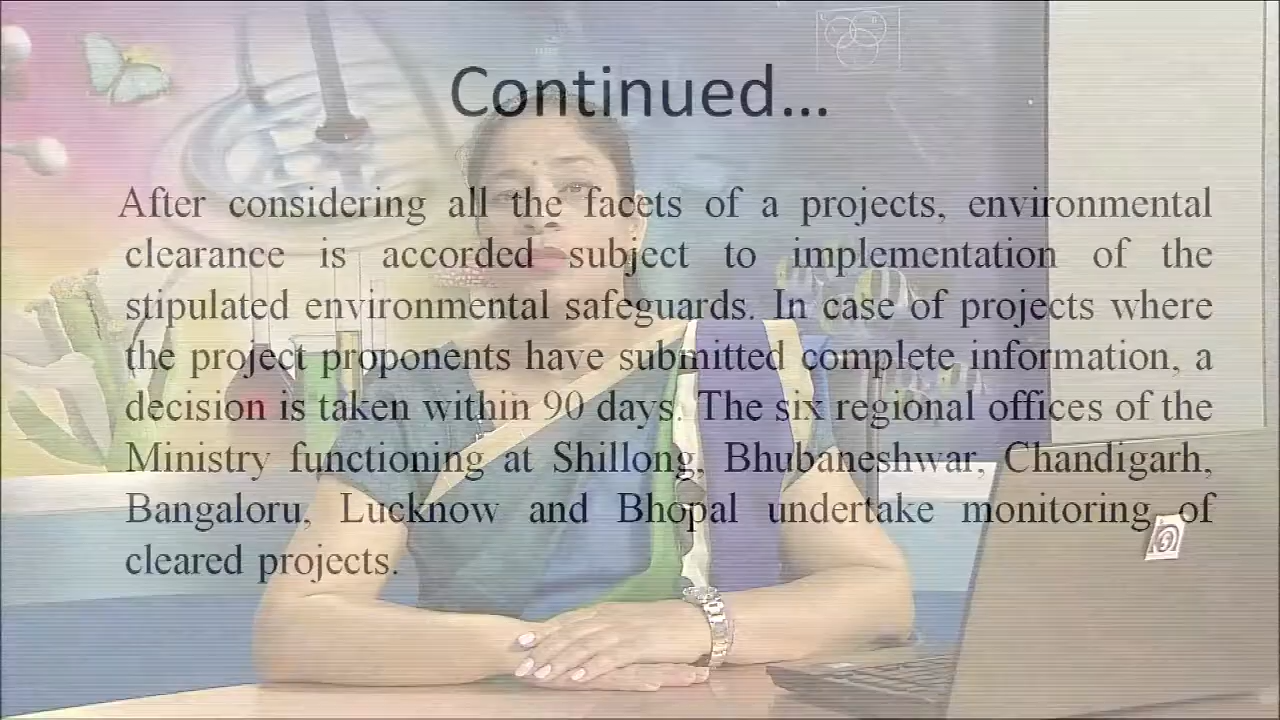 Continued...
After considering all the facets of a projects, environmental
clearance is accorded subject to implementation of the
stipulated environmental safeguards. In case of projects where
the project proponents have submitted complete information, a
decision is taken within 90 days. The six regional offices of the
Ministry functioning at Shillong, Bhubaneshwar, Chandigarh,
Bangaloru, Lucknow and Bhopal undertake monitoring of
cleared projects.